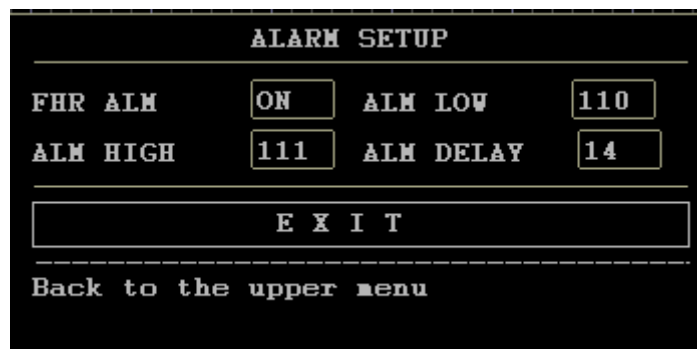 ALARM SETUP
FHR ALM ON ALM LOW 110
ALM HIGH 111 ALM DELAY 14
E X I T
Back to the upper menu